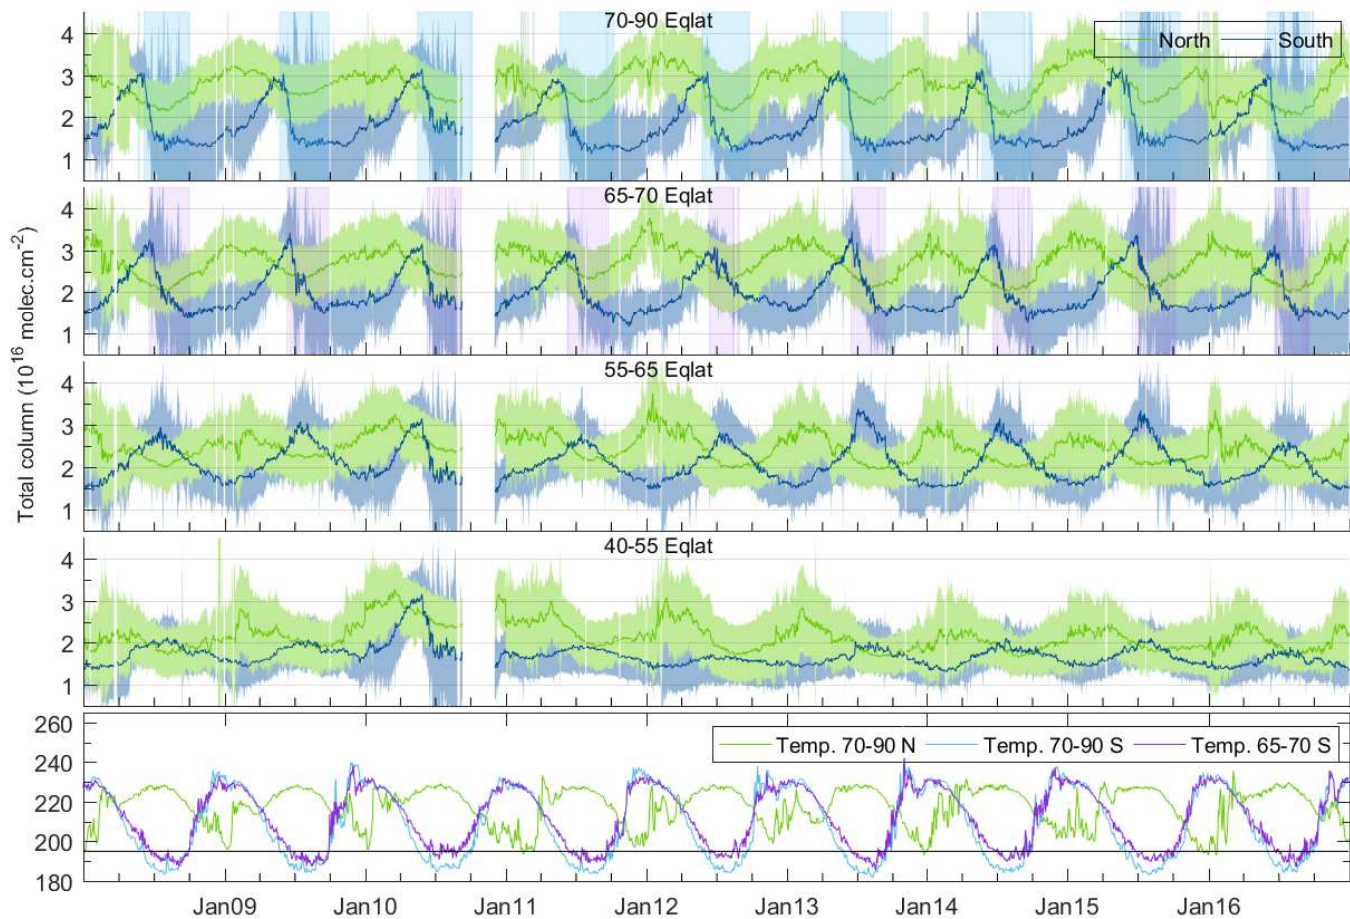 70-90 Eqlat
North South
4
3
2
1
65-70 Eqlat
4
3
2
1
Total column (10^16 molec.cm^-2)
55-65 Eqlat
4
3
2
1
40-55 Eqlat
4
3
2
1
Temp. 70-90 N Temp. 70-90 S Temp. 65-70 S
260
240
220
200
180
Jan09 Jan10 Jan11 Jan12 Jan13 Jan14 Jan15 Jan16